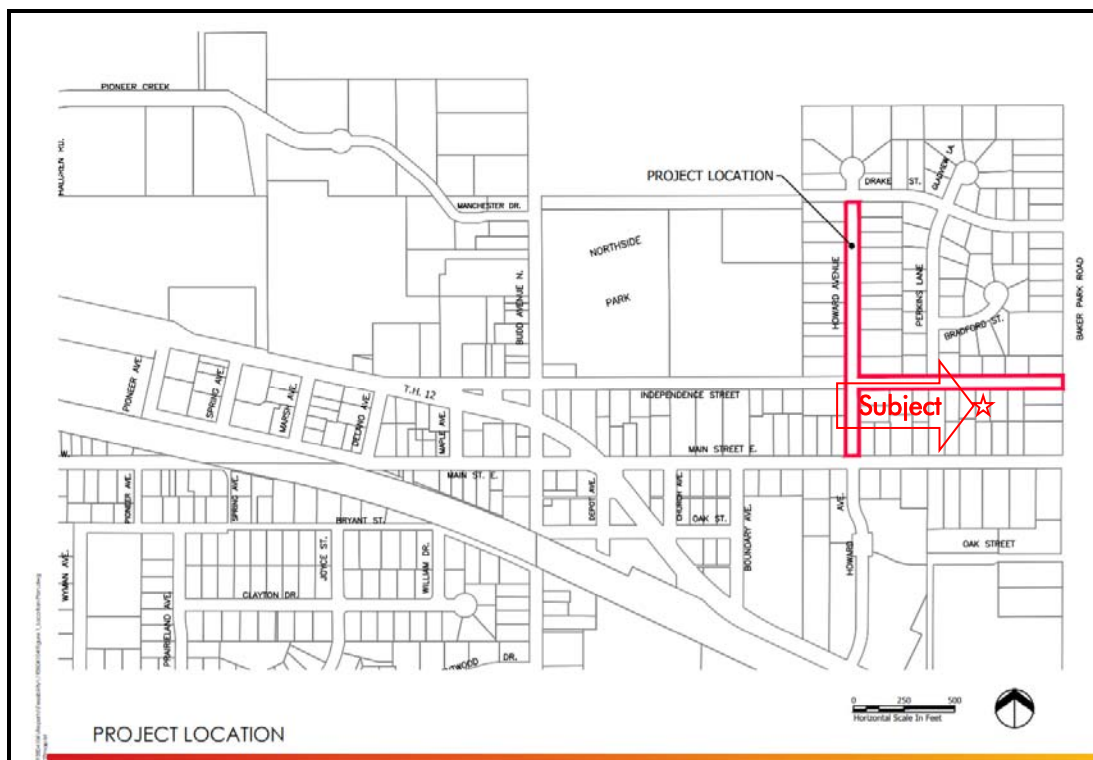 PIONEER CREEK
HALGREN RD.
MANCHESTER DR.
BUDD AVENUE N.
NORTHSIDE
PARK
PROJECT LOCATION
DRAKE ST.
GLADVIEW LA.
HOWARD AVENUE
PERKINS LANE
BRADFORD ST.
BAKER PARK ROAD
PIONEER AVE.
SPRING AVE.
MARSH AVE.
DELANO AVE.
T.H. 12
MAPLE AVE.
INDEPENDENCE STREET
Subject
MAIN STREET E.
W.
MAIN ST. E.
PIONEER AVE.
SPRING AVE.
BRYANT ST.
DEPOT AVE.
CHURCH AVE.
OAK ST.
BOUNDARY AVE.
HOWARD AVE.
OAK STREET
WYMAN AVE.
PRAIRIELAND AVE.
JOYCE ST.
WILLIAM DR.
CLAYTON DR.
DR.
0 250 500
Horizontal Scale In Feet
PROJECT LOCATION